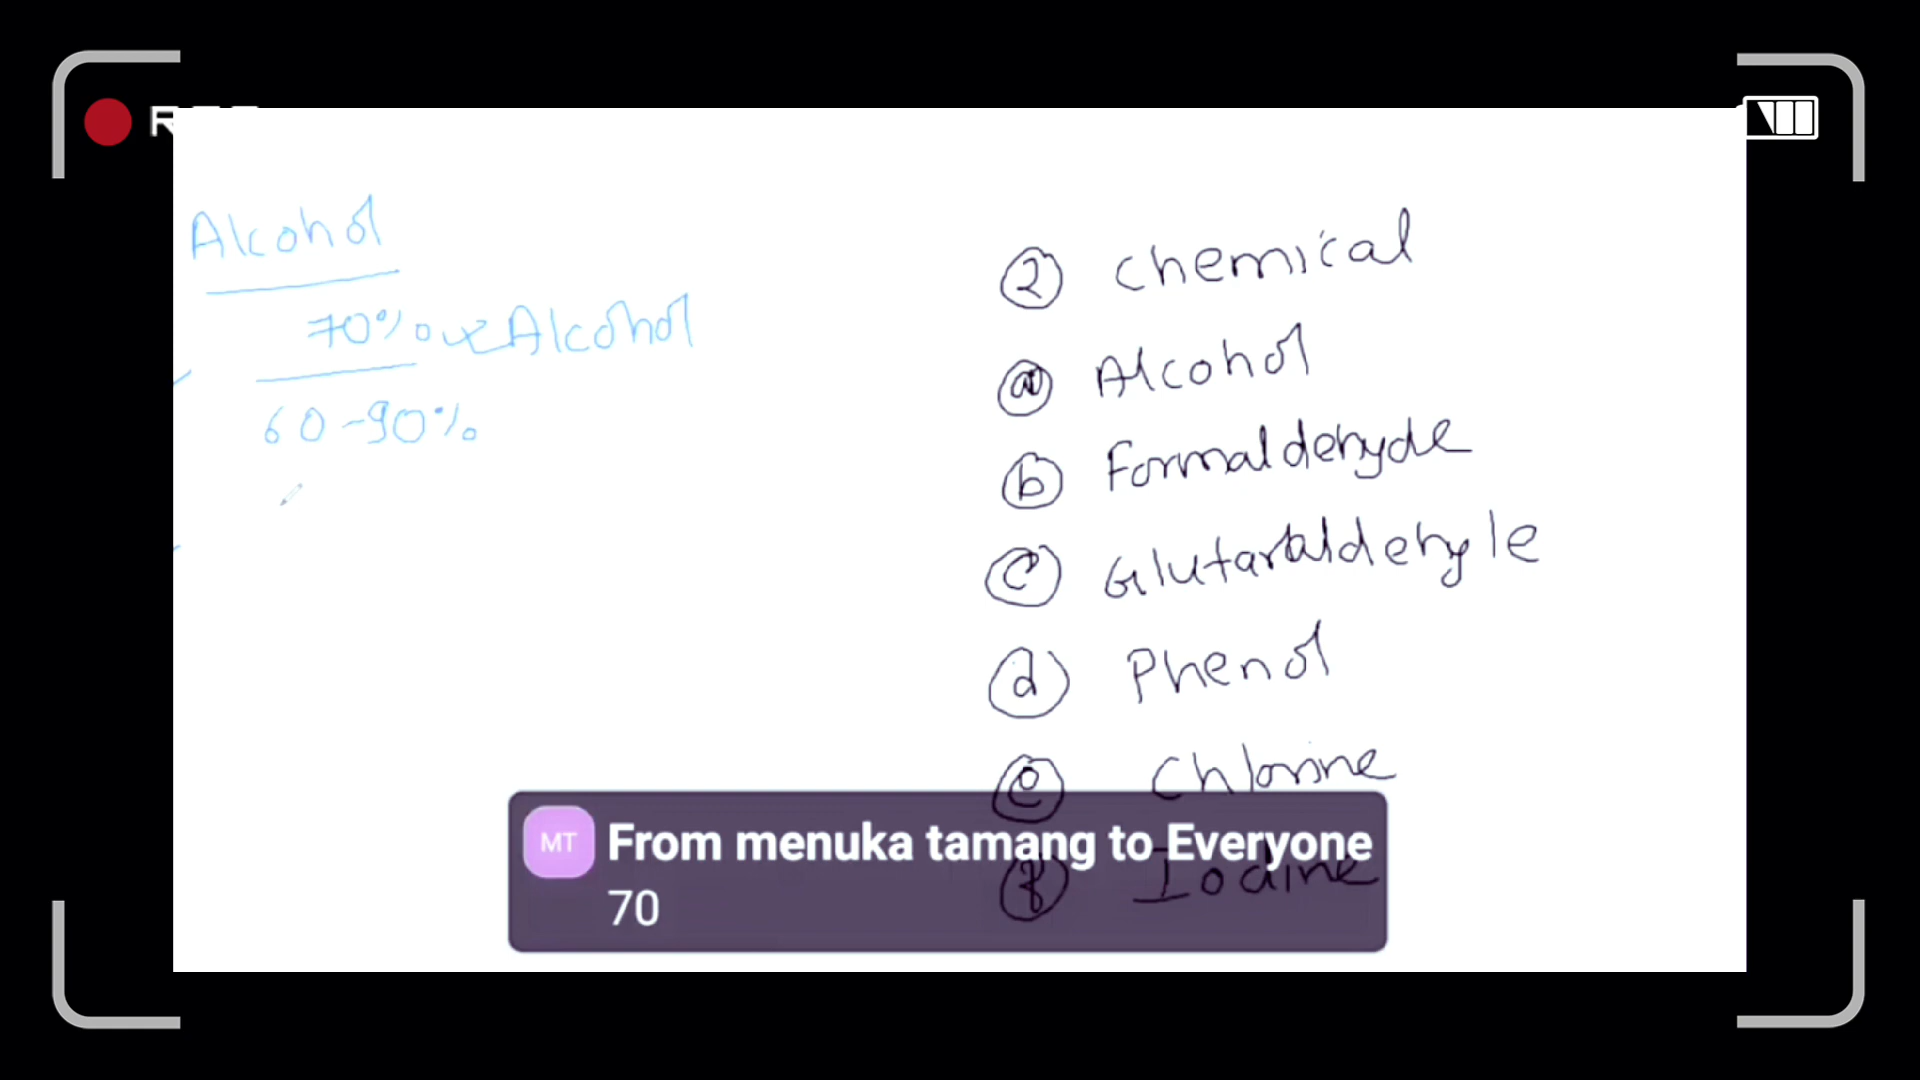 Alcohol
70% Alcohol
60-90%
② Chemical
ⓐ Alcohol
ⓑ Formaldehyde
ⓒ Glutaraldehyle
ⓓ Phenol
ⓔ Chlorine
ⓕ Iodine
MT From menuka tamang to Everyone
70